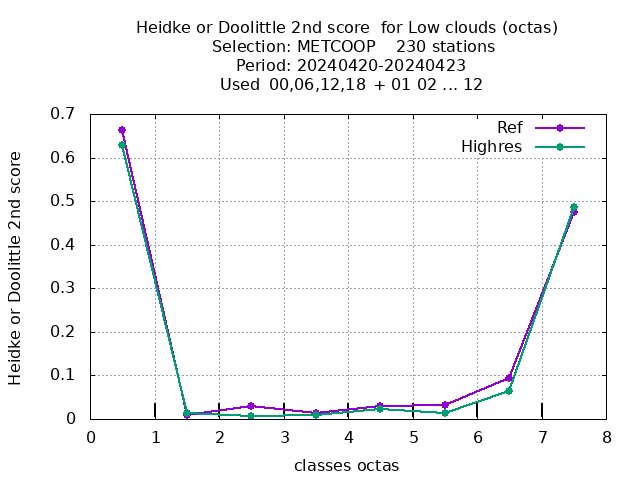 Heidke or Doolittle 2nd score  for Low clouds (octas)
Selection: METCOOP    230 stations
Period: 20240420-20240423
Used  00,06,12,18  + 01 02 ... 12
Heidke or Doolittle 2nd score
0.7
0.6
0.5
0.4
0.3
0.2
0.1
0
Ref
Highres
0 1 2 3 4 5 6 7 8
classes octas